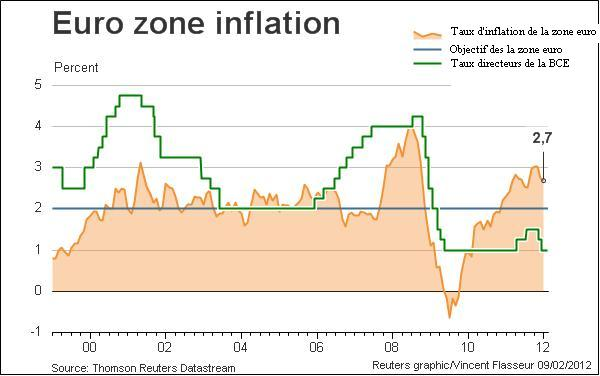 Euro zone inflation
Taux d'inflation de la zone euro
Objectif des la zone euro
Taux directeurs de la BCE
Percent
5
4
3
2
1
0
-1
2,7
00 02 04 06 08 10 12
Source: Thomson Reuters Datastream
Reuters graphic/Vincent Flasseur 09/02/2012